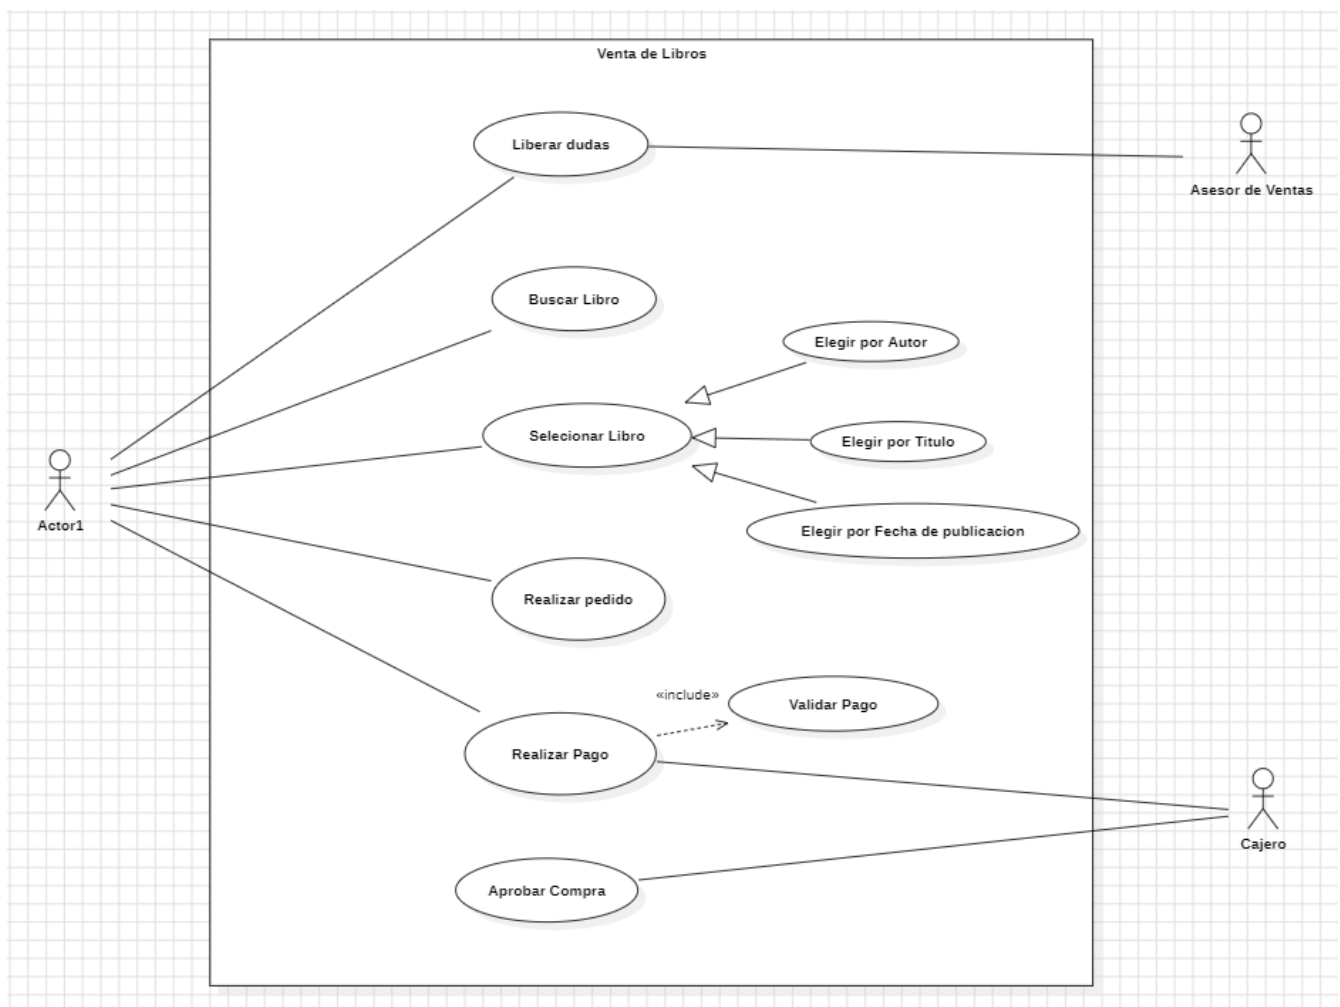 Venta de Libros
Liberar dudas
Asesor de Ventas
Buscar Libro
Elegir por Autor
Selecionar Libro
Elegir por Titulo
Actor1
Elegir por Fecha de publicacion
Realizar pedido
«include»
Validar Pago
Realizar Pago
Cajero
Aprobar Compra